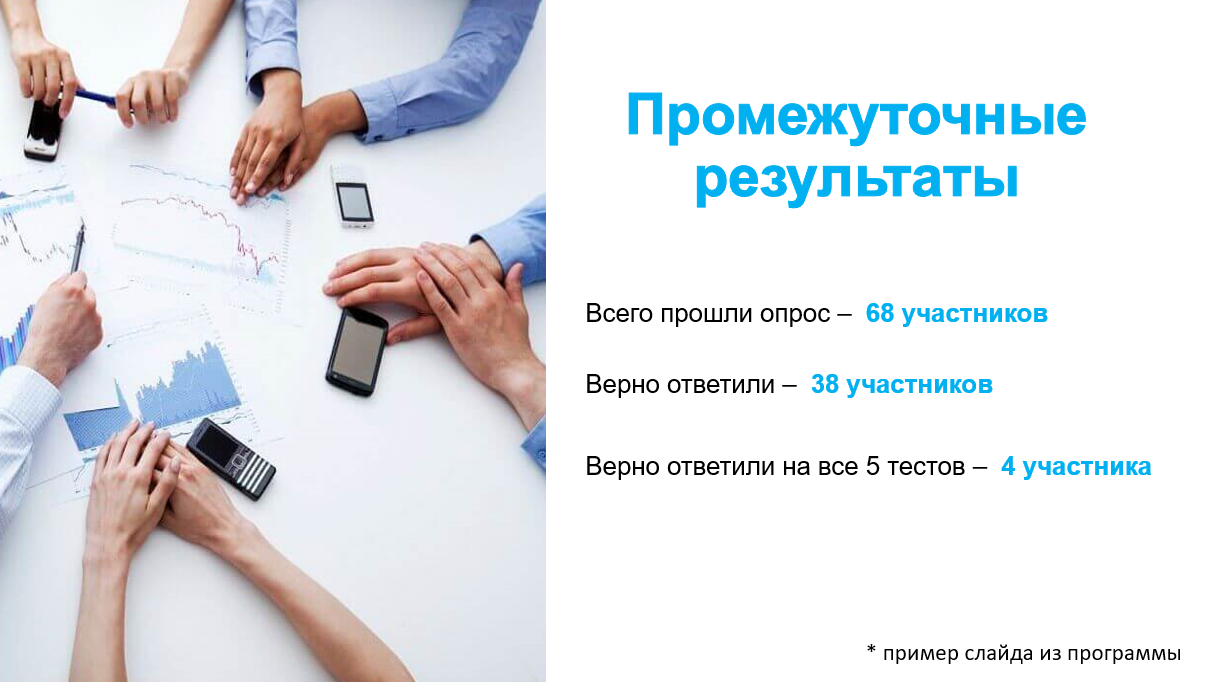 Промежуточные
результаты
Всего прошли опрос – 68 участников
Верно ответили – 38 участников
Верно ответили на все 5 тестов – 4 участника
* пример слайда из программы